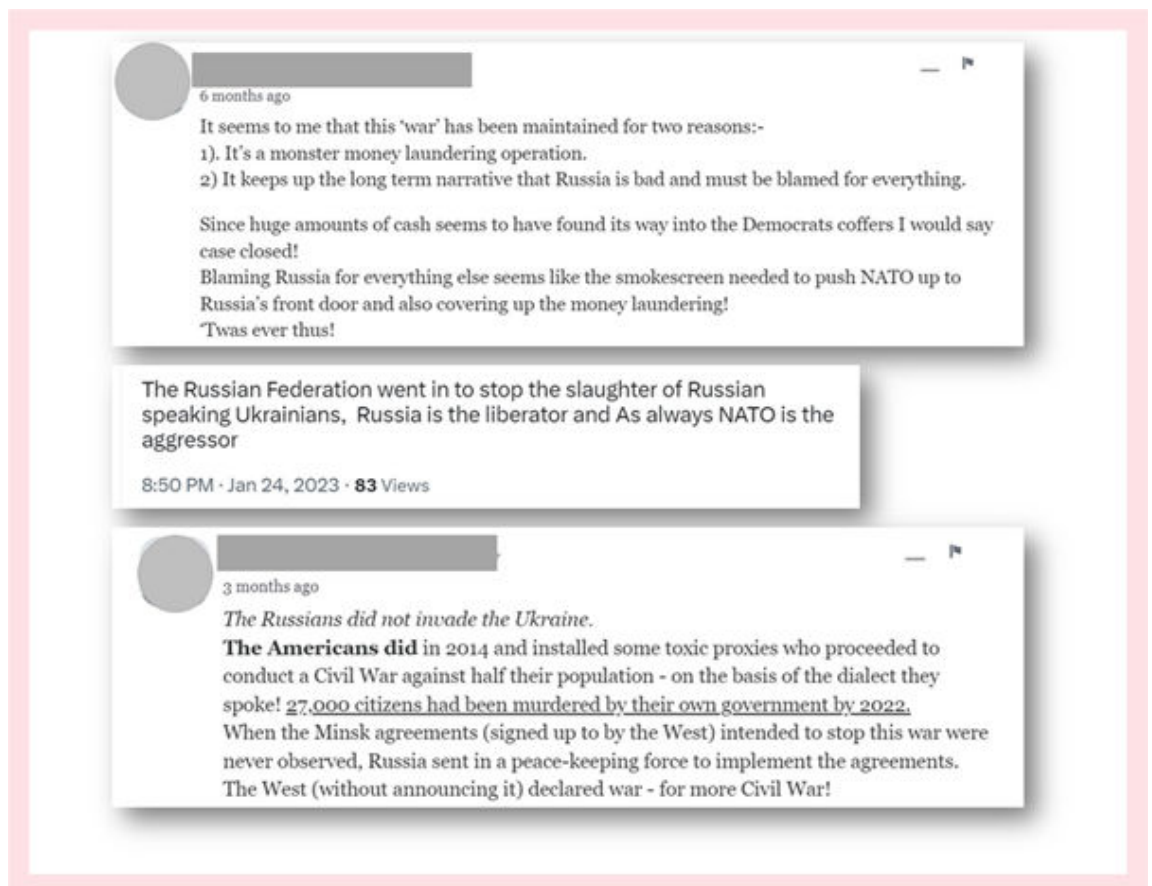 6 months ago
It seems to me that this ‘war’ has been maintained for two reasons:-
1). It’s a monster money laundering operation.
2) It keeps up the long term narrative that Russia is bad and must be blamed for everything.
Since huge amounts of cash seems to have found its way into the Democrats coffers I would say
case closed!
Blaming Russia for everything else seems like the smokescreen needed to push NATO up to
Russia’s front door and also covering up the money laundering!
‘Twas ever thus!
The Russian Federation went in to stop the slaughter of Russian
speaking Ukrainians, Russia is the liberator and As always NATO is the
aggressor
8:50 PM · Jan 24, 2023 · 83 Views
3 months ago
The Russians did not invade the Ukraine.
The Americans did in 2014 and installed some toxic proxies who proceeded to
conduct a Civil War against half their population - on the basis of the dialect they
spoke! 27,000 citizens had been murdered by their own government by 2022.
When the Minsk agreements (signed up to by the West) intended to stop this war were
never observed, Russia sent in a peace-keeping force to implement the agreements.
The West (without announcing it) declared war - for more Civil War!